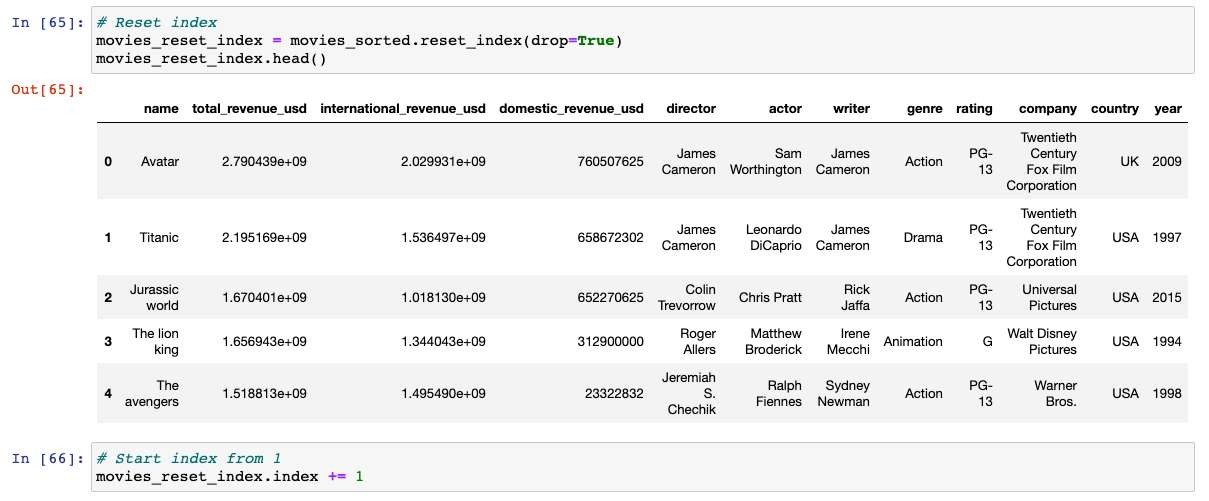 In [65]: # Reset index
movies_reset_index = movies_sorted.reset_index(drop=True)
movies_reset_index.head()
Out[65]:
name total_revenue_usd international_revenue_usd domestic_revenue_usd director actor writer genre rating company country year
0 Avatar 2.790439e+09 2.029931e+09 760507625 James Cameron Sam Worthington James Cameron Action PG-13 Twentieth Century Fox Film Corporation UK 2009
1 Titanic 2.195169e+09 1.536497e+09 658672302 James Cameron Leonardo DiCaprio James Cameron Drama PG-13 Twentieth Century Fox Film Corporation USA 1997
2 Jurassic world 1.670401e+09 1.018130e+09 652270625 Colin Trevorrow Chris Pratt Rick Jaffa Action PG-13 Universal Pictures USA 2015
3 The lion king 1.656943e+09 1.344043e+09 312900000 Roger Allers Matthew Broderick Irene Mecchi Animation G Walt Disney Pictures USA 1994
4 The avengers 1.518813e+09 1.495490e+09 23322832 Jeremiah S. Chechik Ralph Fiennes Sydney Newman Action PG-13 Warner Bros. USA 1998
In [66]: # Start index from 1
movies_reset_index.index += 1